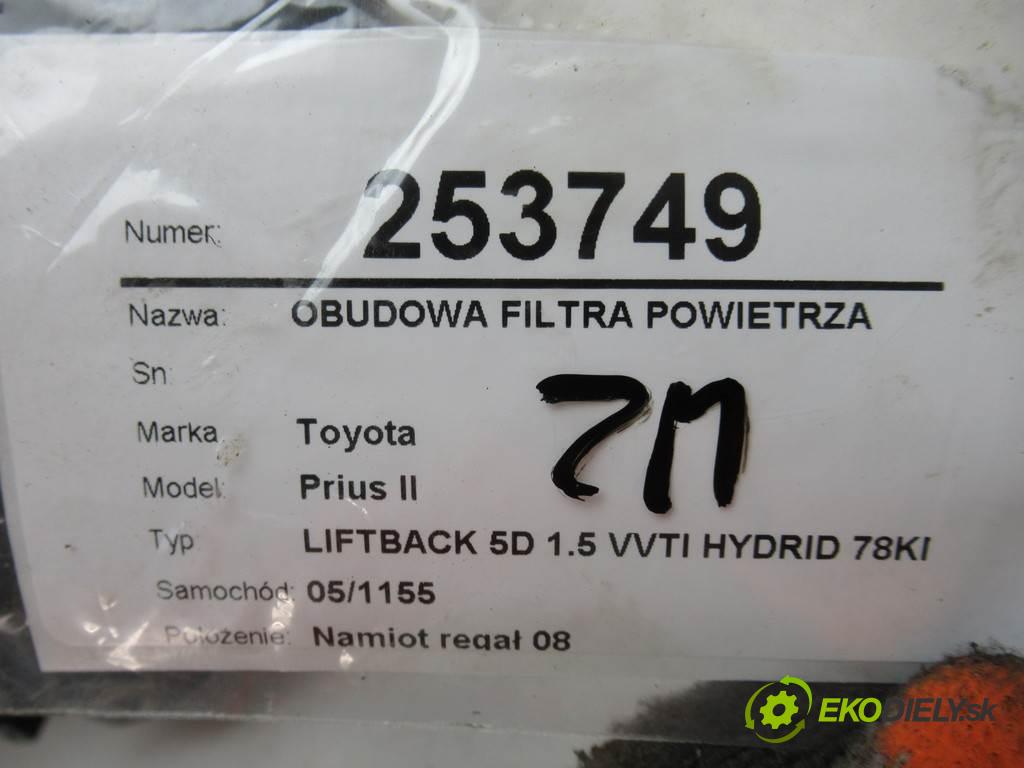 Numer: 253749
Nazwa: OBUDOWA FILTRA POWIETRZA
Sn:
Marka Toyota
Model: Prius II
Typ LIFTBACK 5D 1.5 VVTI HYDRID 78KI
Samochód: 05/1155
Położenie: Namiot regał 08
EKODIELY.sk